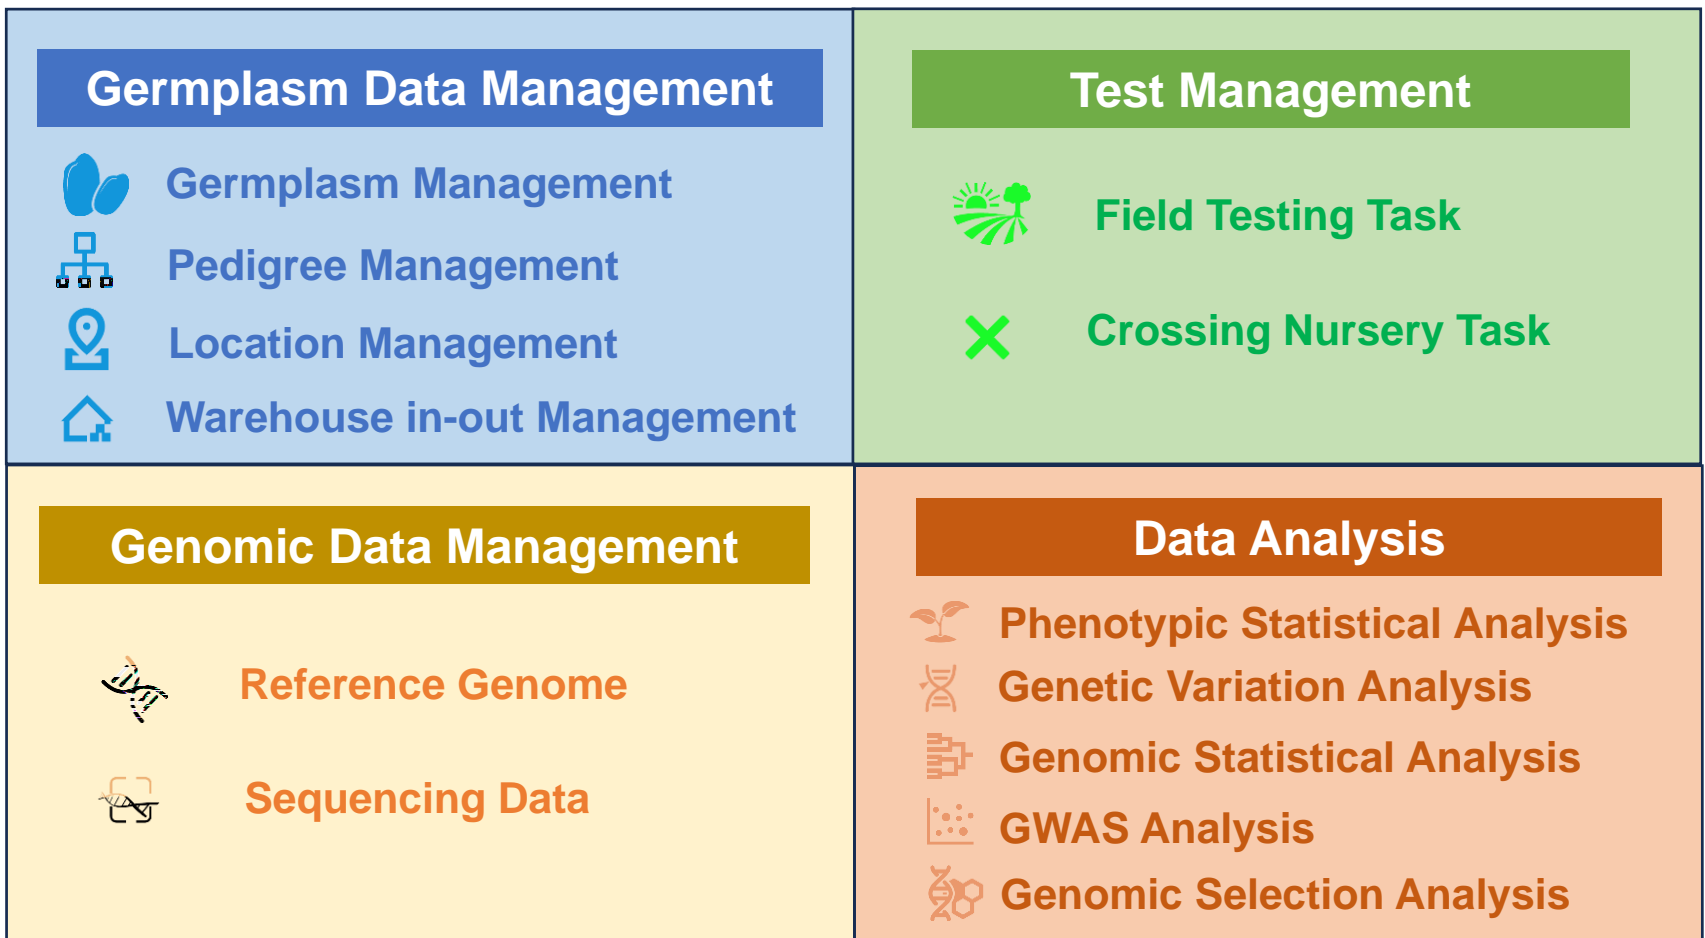 Germplasm Data Management
Germplasm Management
Pedigree Management
Location Management
Warehouse in-out Management
Test Management
Field Testing Task
Crossing Nursery Task
Genomic Data Management
Reference Genome
Sequencing Data
Data Analysis
Phenotypic Statistical Analysis
Genetic Variation Analysis
Genomic Statistical Analysis
GWAS Analysis
Genomic Selection Analysis